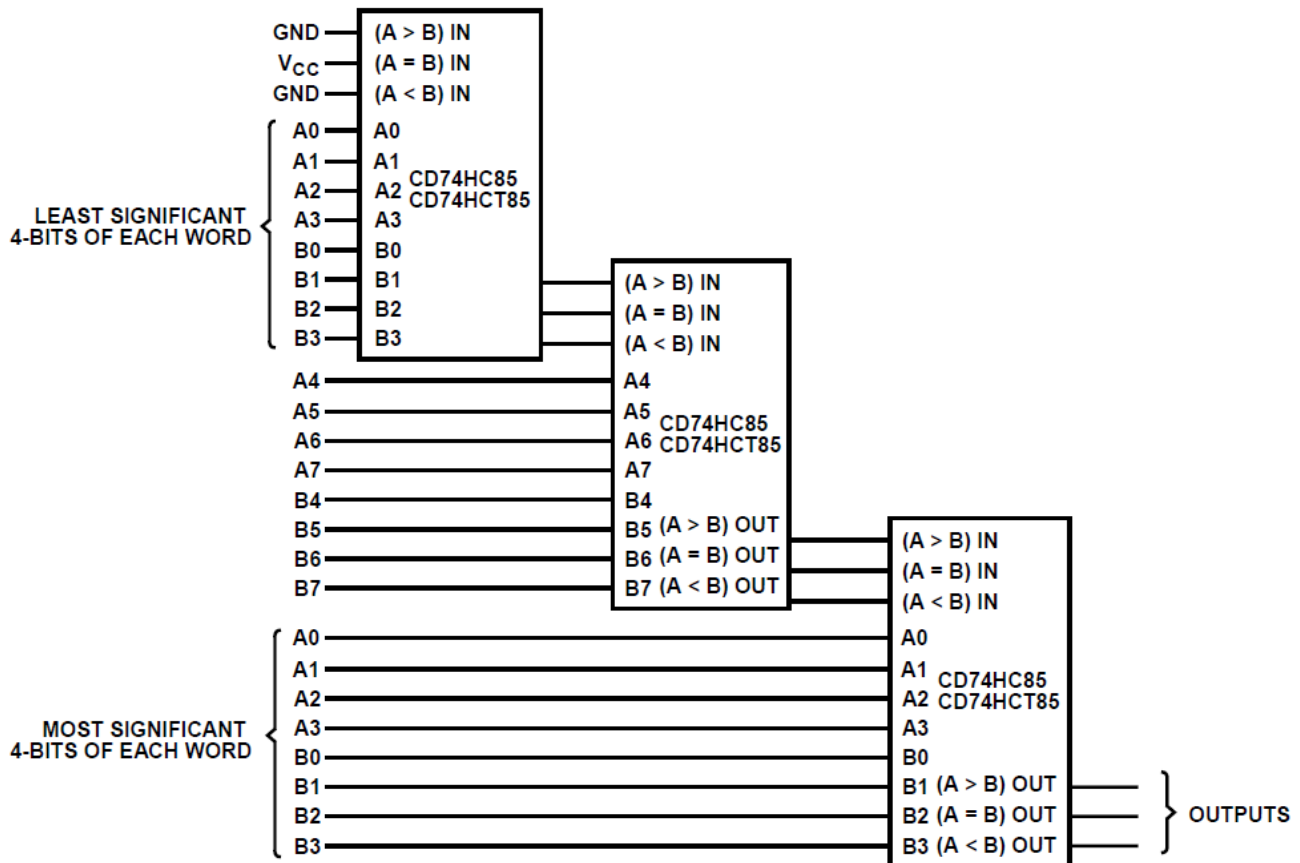 GND (A > B) IN
VCC (A = B) IN
GND (A < B) IN
A0 A0
A1 A1
CD74HC85
A2 A2
CD74HCT85
A3 A3
LEAST SIGNIFICANT
4-BITS OF EACH WORD
B0 B0
B1 B1
B2 B2
B3 B3
(A > B) IN
(A = B) IN
(A < B) IN
A4 A4
A5 A5
CD74HC85
A6 A6
CD74HCT85
A7 A7
B4 B4
B5 B5 (A > B) OUT
B6 B6 (A = B) OUT
B7 B7 (A < B) OUT
(A > B) IN
(A = B) IN
(A < B) IN
A0 A0
A1 A1
CD74HC85
A2 A2
CD74HCT85
A3 A3
MOST SIGNIFICANT
4-BITS OF EACH WORD
B0 B0
B1 B1 (A > B) OUT
B2 B2 (A = B) OUT
OUTPUTS
B3 B3 (A < B) OUT